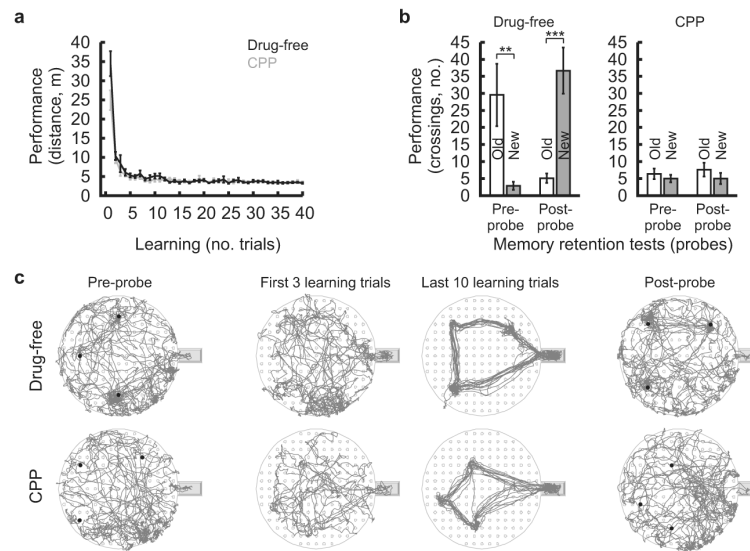 a
Performance
(distance, m)
40
35
30
25
20
15
10
5
0
Drug-free
CPP
0 10 20 30 40
Learning (no. trials)
b
Drug-free
CPP
Performance
(crossings, no.)
45
40
35
30
25
20
15
10
5
0
**
***
Old
New
Old
New
Pre-
probe
Post-
probe
45
40
35
30
25
20
15
10
5
0
Old
New
Old
New
Pre-
probe
Post-
probe
Memory retention tests (probes)
c
Pre-probe
First 3 learning trials
Last 10 learning trials
Post-probe
Drug-free
CPP